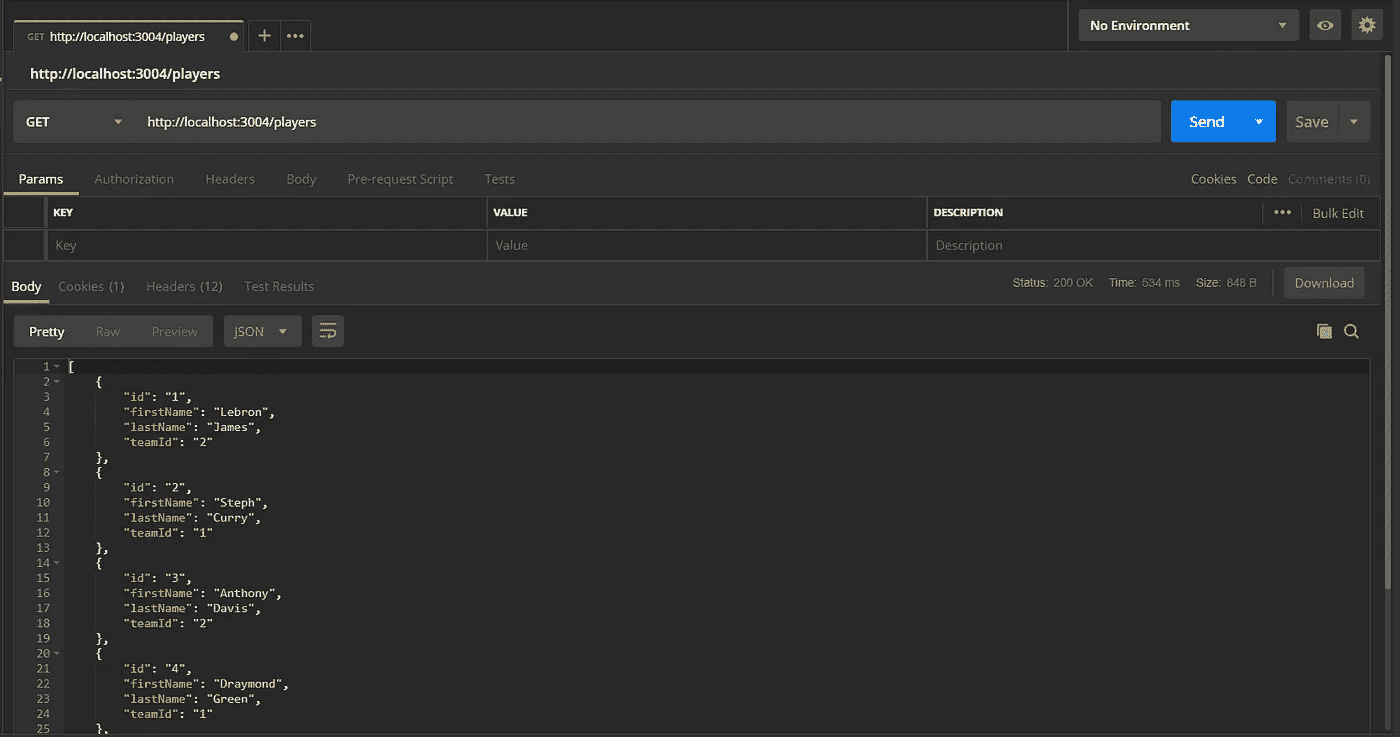 GET http://localhost:3004/players
No Environment
http://localhost:3004/players
GET http://localhost:3004/players Send Save
Params Authorization Headers Body Pre-request Script Tests Cookies Code Comments (0)
KEY VALUE DESCRIPTION Bulk Edit
Key Value Description
Body Cookies (1) Headers (12) Test Results Status: 200 OK Time: 534 ms Size: 848 B Download
Pretty Raw Preview JSON
1 [
2 {
3 "id": "1",
4 "firstName": "Lebron",
5 "lastName": "James",
6 "teamId": "2"
7 },
8 {
9 "id": "2",
10 "firstName": "Steph",
11 "lastName": "Curry",
12 "teamId": "1"
13 },
14 {
15 "id": "3",
16 "firstName": "Anthony",
17 "lastName": "Davis",
18 "teamId": "2"
19 },
20 {
21 "id": "4",
22 "firstName": "Draymond",
23 "lastName": "Green",
24 "teamId": "1"
25 },